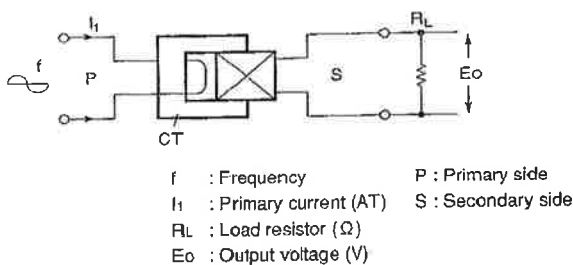 I₁
f
P
CT
S
RL
Eo
f : Frequency
I₁ : Primary current (AT)
RL : Load resistor (Ω)
Eo : Output voltage (V)
P : Primary side
S : Secondary side